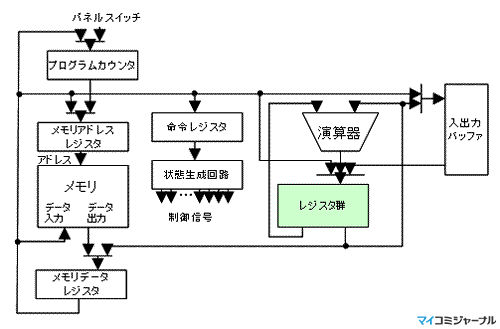 パネルスイッチ
プログラムカウンタ
メモリアドレス
レジスタ
アドレス
メモリ
データ
入力
データ
出力
メモリデータ
レジスタ
命令レジスタ
状態生成回路
制御信号
演算器
レジスタ群
入出力
バッファ
マイコミジャーナル